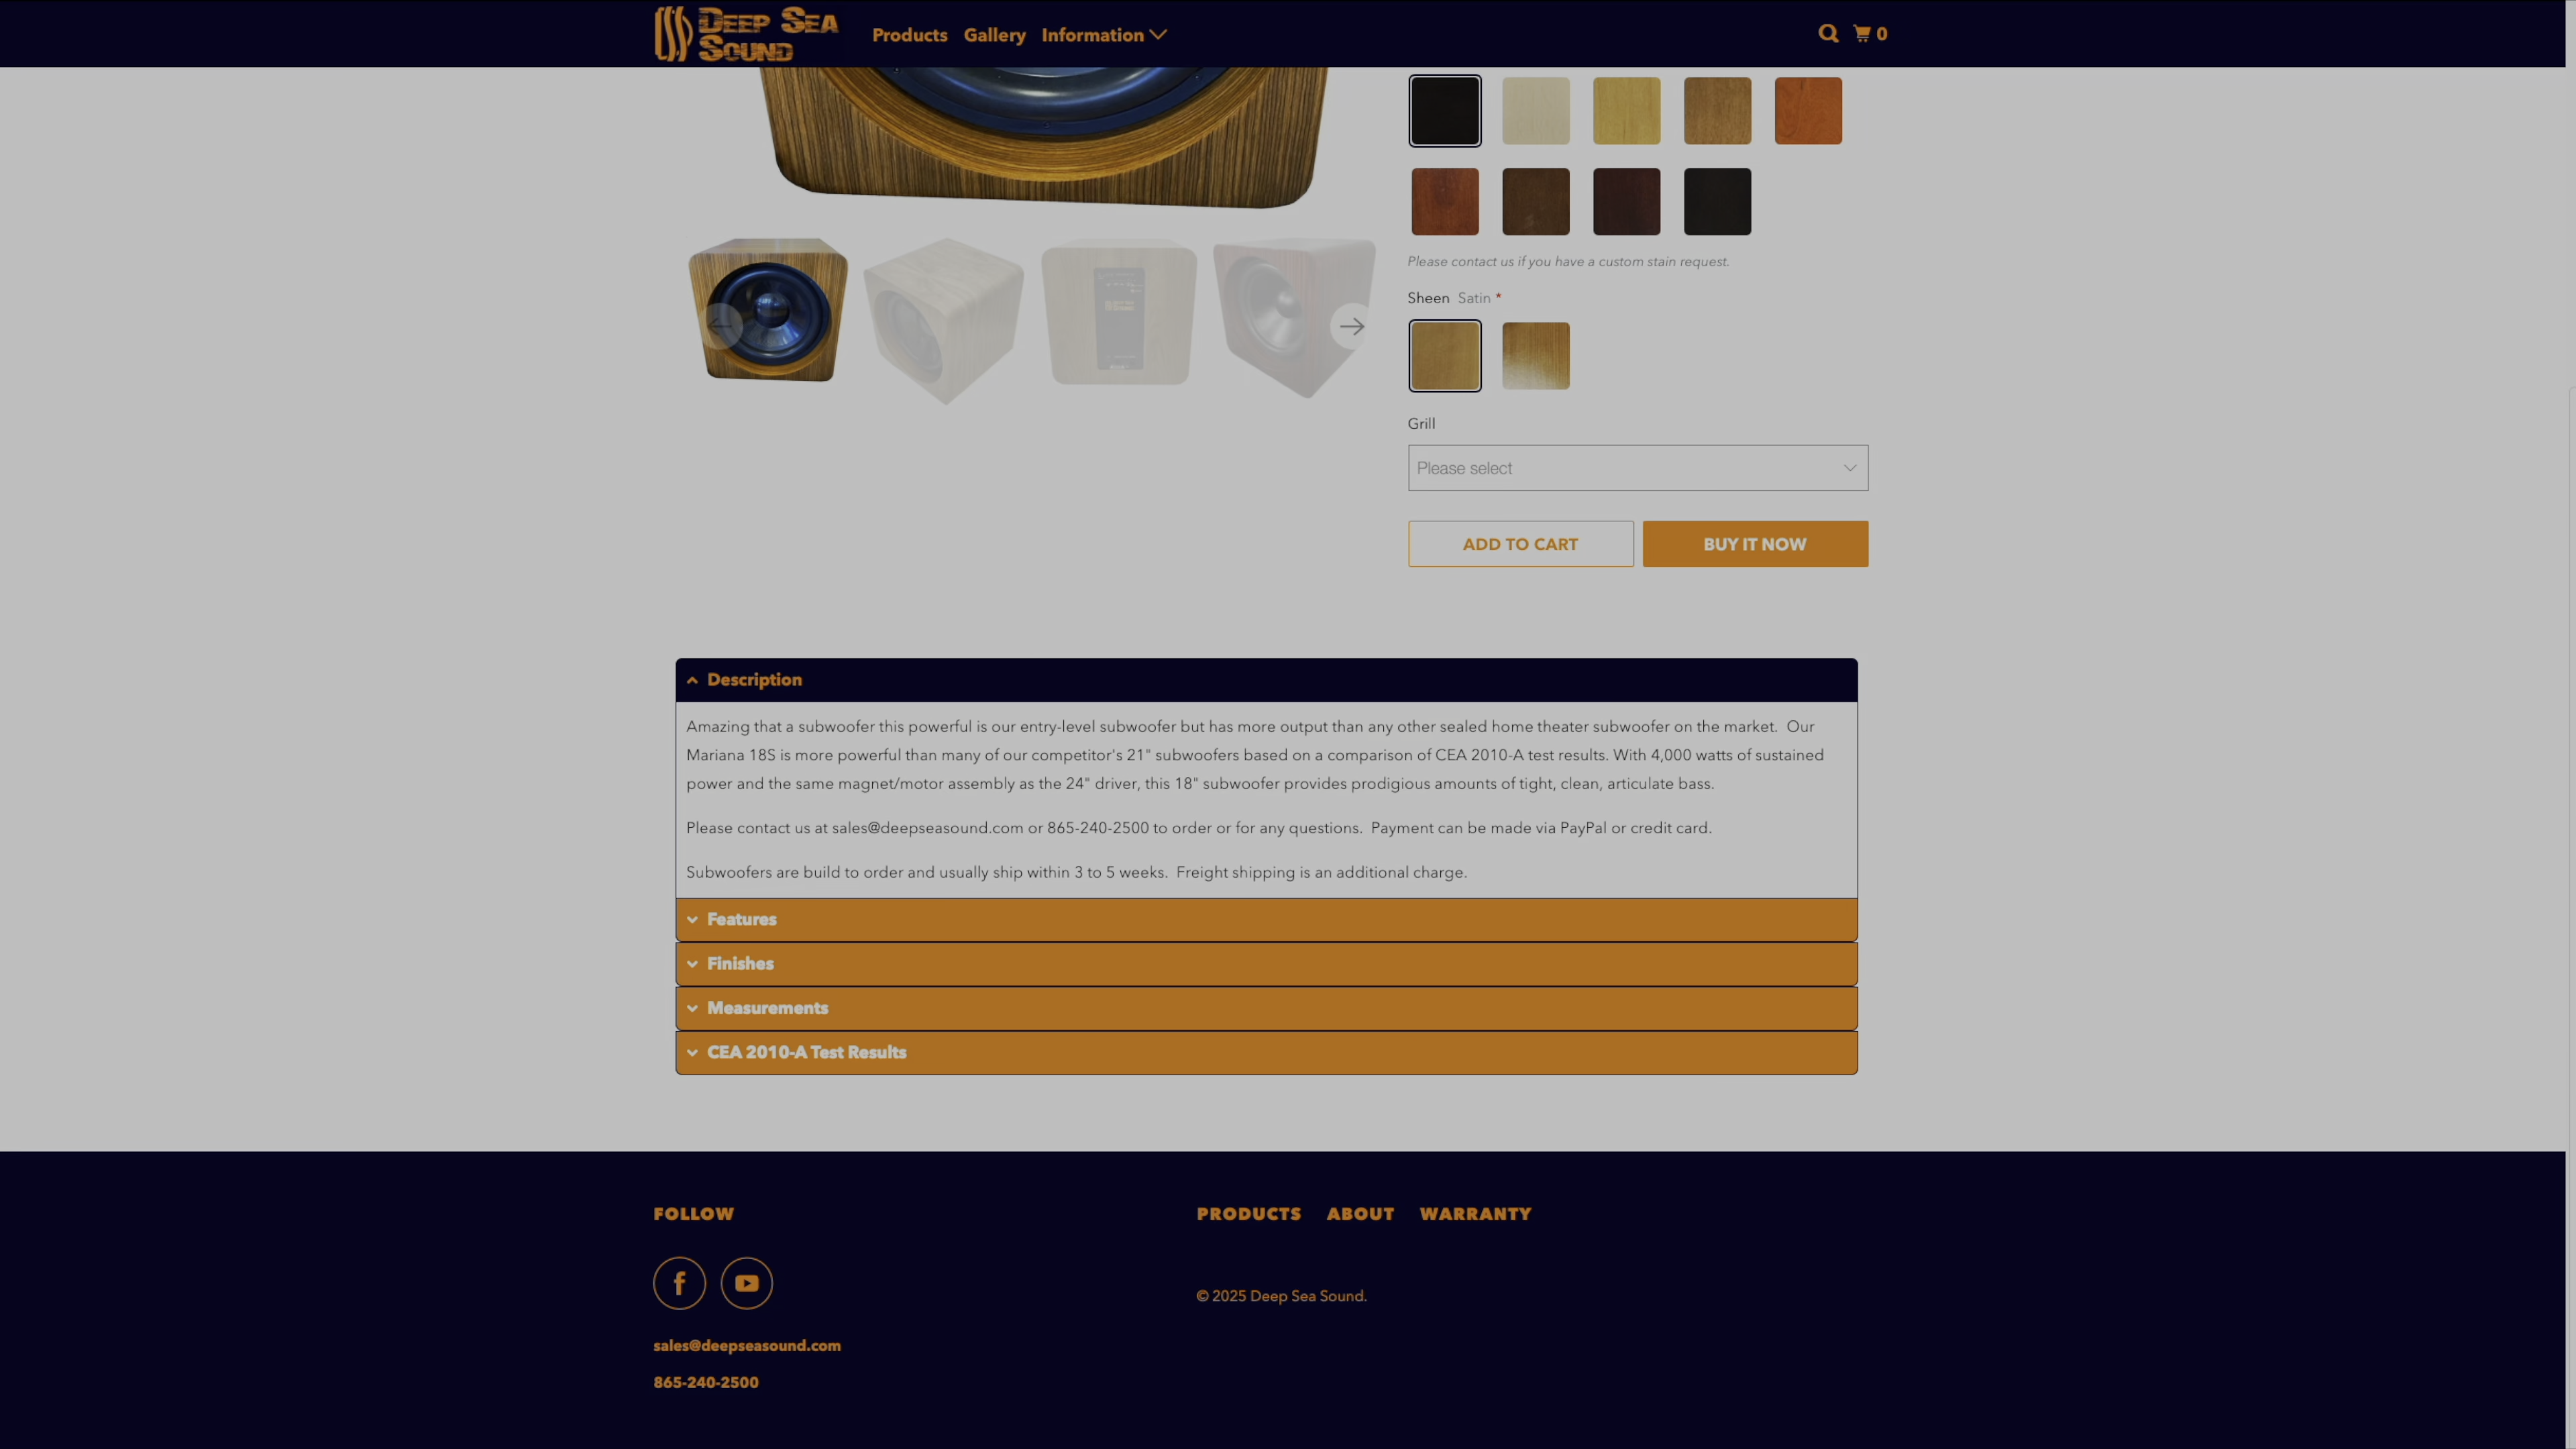 DEEP SEA
SOUND
Products Gallery Information
0
Please contact us if you have a custom stain request.
Sheen Satin *
Grill
Please select
ADD TO CART
BUY IT NOW
Description
Amazing that a subwoofer this powerful is our entry-level subwoofer but has more output than any other sealed home theater subwoofer on the market. Our
Mariana 18S is more powerful than many of our competitor's 21" subwoofers based on a comparison of CEA 2010-A test results. With 4,000 watts of sustained
power and the same magnet/motor assembly as the 24" driver, this 18" subwoofer provides prodigious amounts of tight, clean, articulate bass.
Please contact us at sales@deepseasound.com or 865-240-2500 to order or for any questions. Payment can be made via PayPal or credit card.
Subwoofers are build to order and usually ship within 3 to 5 weeks. Freight shipping is an additional charge.
Features
Finishes
Measurements
CEA 2010-A Test Results
FOLLOW
sales@deepseasound.com
865-240-2500
PRODUCTS ABOUT WARRANTY
© 2025 Deep Sea Sound.